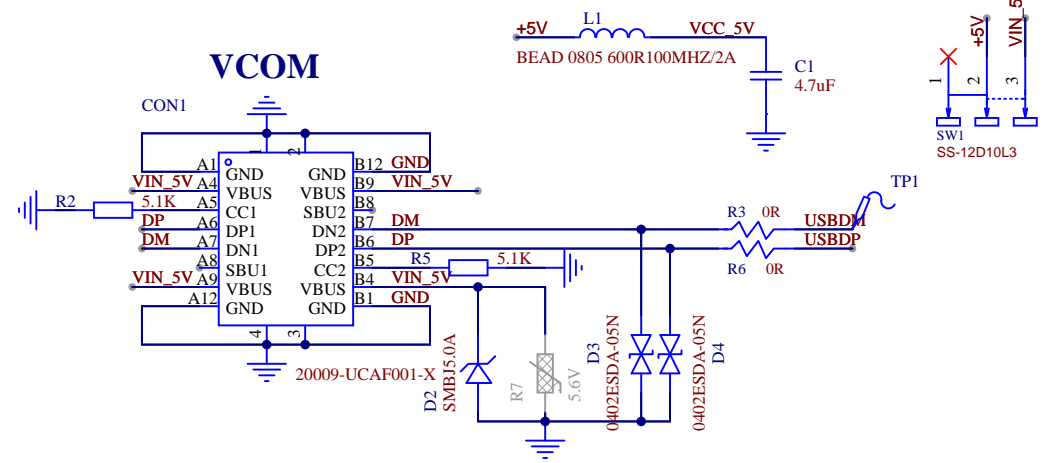 +5V L1 VCC_5V
BEAD 0805 600R100MHZ/2A
C1
4.7uF
+5V
VIN_5
1 2 3
SW1
SS-12D10L3
VCOM
CON1
1 2
A1 GND GND B12 GND
VIN_5V A4 VBUS VBUS B9 VIN_5V
R2 5.1K A5 CC1 SBU2 B8
DP A6 DP1 DN2 B7 DM
DM A7 DN1 DP2 B6 DP
A8 SBU1 CC2 B5 R5 5.1K
VIN_5V A9 VBUS VBUS B4 VIN_5V
A12 GND GND B1 GND
4 3
20009-UCAF001-X
TP1
R3 0R USBDM
R6 0R USBDP
D2
SMBJ5.0A
R7
5.6V
D3
0402ESDA-05N
D4
0402ESDA-05N